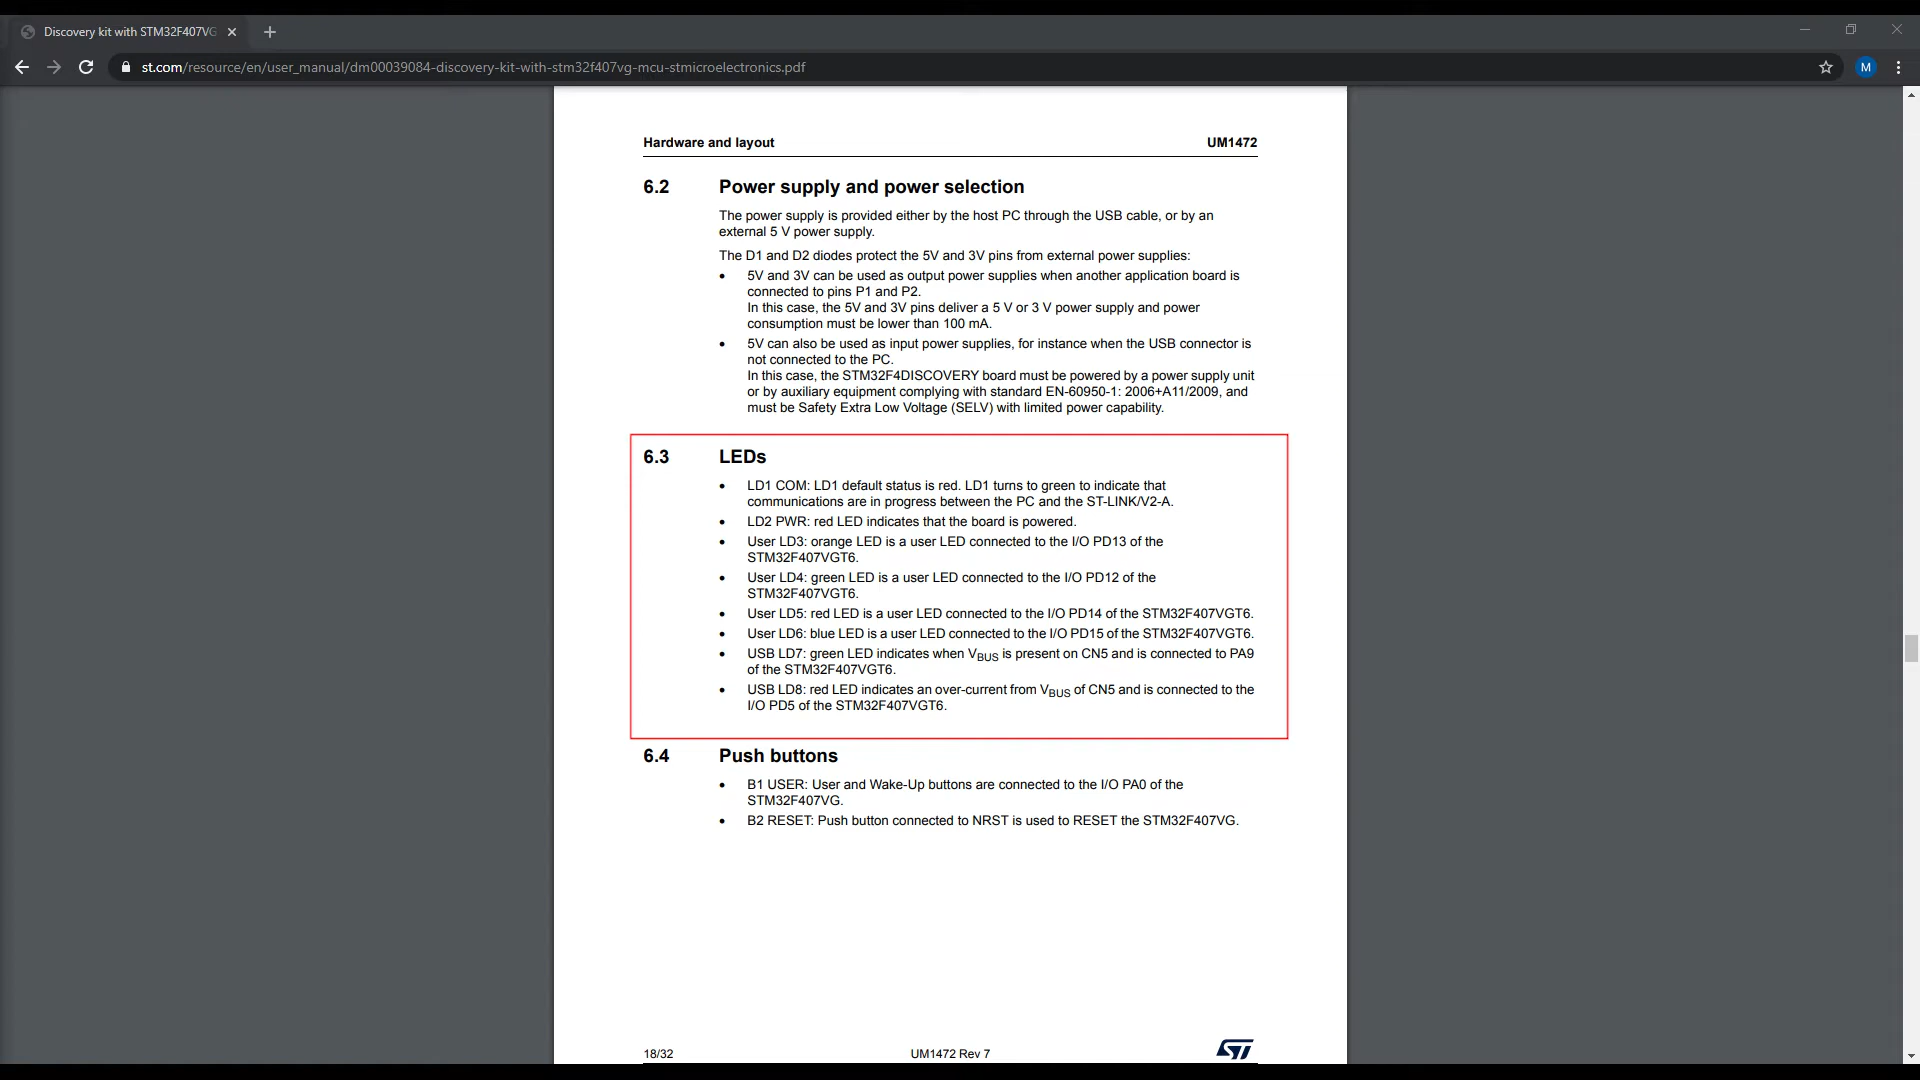 Discovery kit with STM32F407VG
st.com/resource/en/user_manual/dm00039084-discovery-kit-with-stm32f407vg-mcu-stmicroelectronics.pdf
M
Hardware and layout UM1472
6.2 Power supply and power selection
The power supply is provided either by the host PC through the USB cable, or by an
external 5 V power supply.
The D1 and D2 diodes protect the 5V and 3V pins from external power supplies:
• 5V and 3V can be used as output power supplies when another application board is
connected to pins P1 and P2.
In this case, the 5V and 3V pins deliver a 5 V or 3 V power supply and power
consumption must be lower than 100 mA.
• 5V can also be used as input power supplies, for instance when the USB connector is
not connected to the PC.
In this case, the STM32F4DISCOVERY board must be powered by a power supply unit
or by auxiliary equipment complying with standard EN-60950-1: 2006+A11/2009, and
must be Safety Extra Low Voltage (SELV) with limited power capability.
6.3 LEDs
• LD1 COM: LD1 default status is red. LD1 turns to green to indicate that
communications are in progress between the PC and the ST-LINK/V2-A.
• LD2 PWR: red LED indicates that the board is powered.
• User LD3: orange LED is a user LED connected to the I/O PD13 of the
STM32F407VGT6.
• User LD4: green LED is a user LED connected to the I/O PD12 of the
STM32F407VGT6.
• User LD5: red LED is a user LED connected to the I/O PD14 of the STM32F407VGT6.
• User LD6: blue LED is a user LED connected to the I/O PD15 of the STM32F407VGT6.
• USB LD7: green LED indicates when VBUS is present on CN5 and is connected to PA9
of the STM32F407VGT6.
• USB LD8: red LED indicates an over-current from VBUS of CN5 and is connected to the
I/O PD5 of the STM32F407VGT6.
6.4 Push buttons
• B1 USER: User and Wake-Up buttons are connected to the I/O PA0 of the
STM32F407VG.
• B2 RESET: Push button connected to NRST is used to RESET the STM32F407VG.
18/32 UM1472 Rev 7 ST